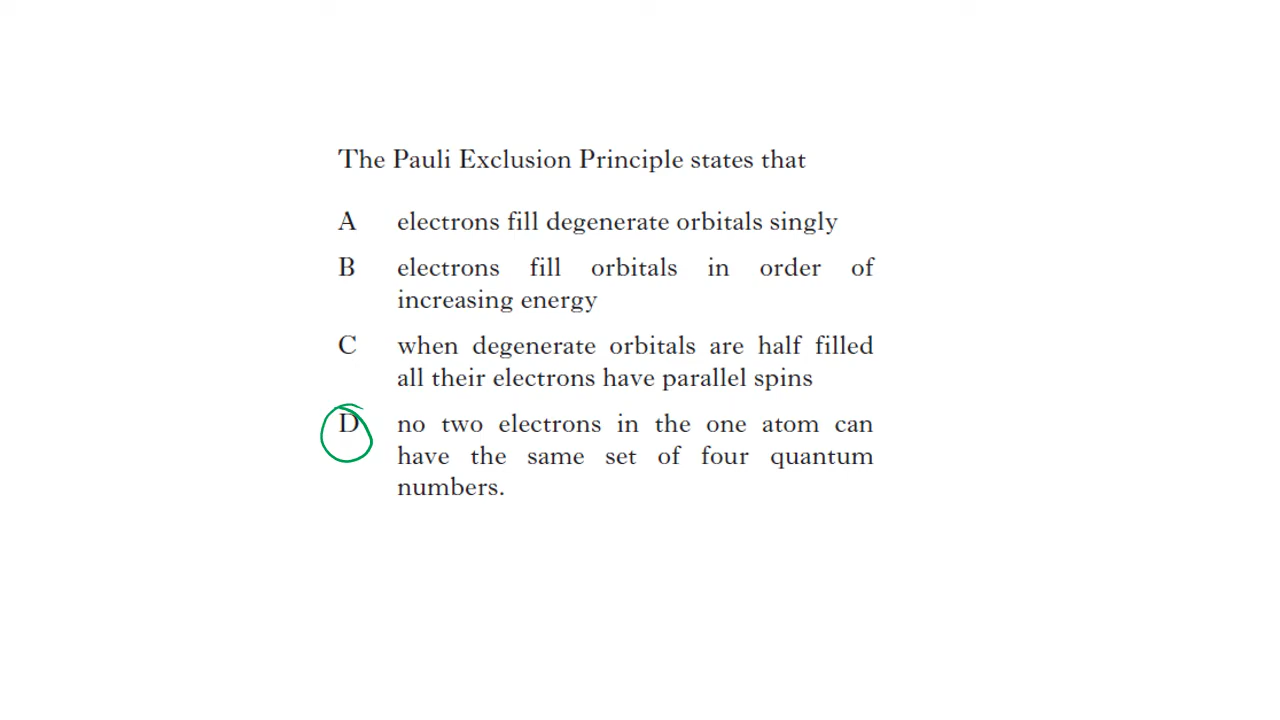 The Pauli Exclusion Principle states that
A electrons fill degenerate orbitals singly
B electrons fill orbitals in order of
increasing energy
C when degenerate orbitals are half filled
all their electrons have parallel spins
D no two electrons in the one atom can
have the same set of four quantum
numbers.